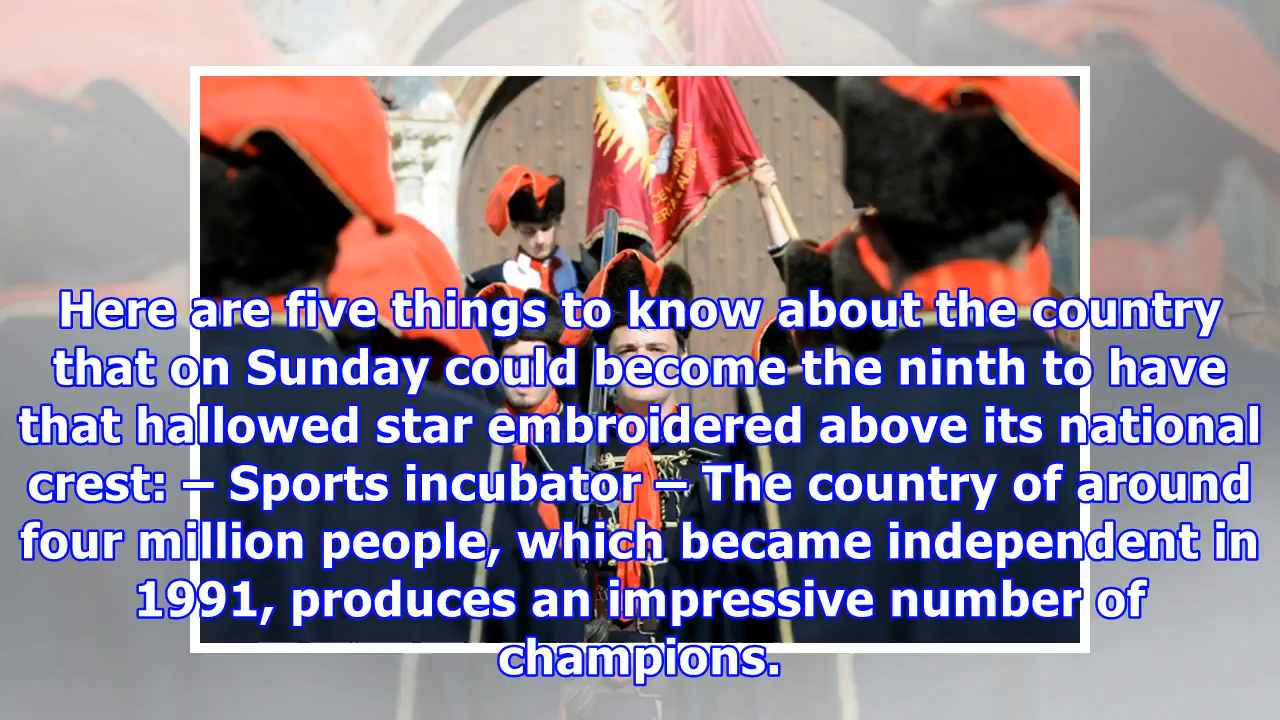 Here are five things to know about the country
that on Sunday could become the ninth to have
that hallowed star embroidered above its national
crest: – Sports incubator – The country of around
four million people, which became independent in
1991, produces an impressive number of
champions.